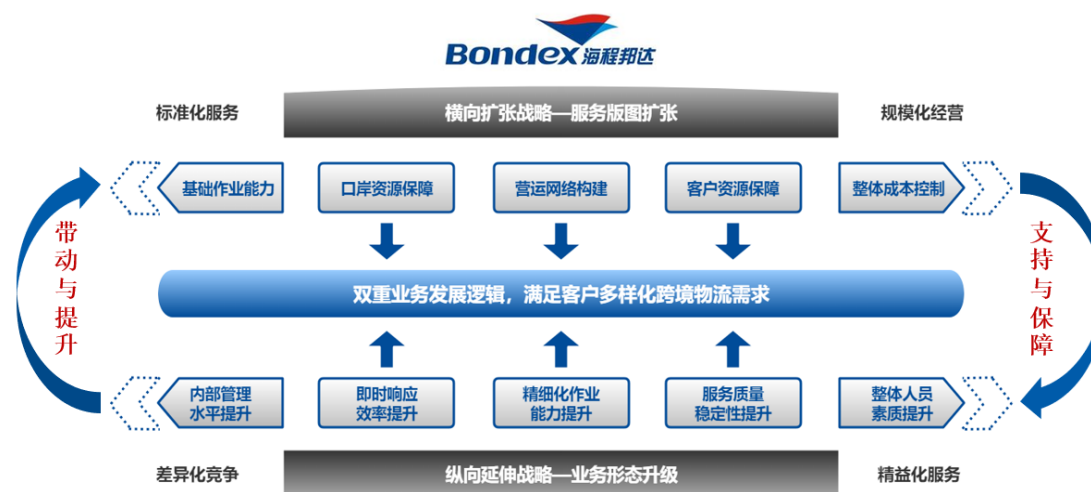 Bondex 海程邦达
标准化服务
横向扩张战略—服务版图扩张
规模化经营
基础作业能力
口岸资源保障
营运网络构建
客户资源保障
整体成本控制
带动与提升
支持与保障
双重业务发展逻辑，满足客户多样化跨境物流需求
内部管理
水平提升
即时响应
效率提升
精细化作业
能力提升
服务质量
稳定性提升
整体人员
素质提升
差异化竞争
纵向延伸战略—业务形态升级
精益化服务